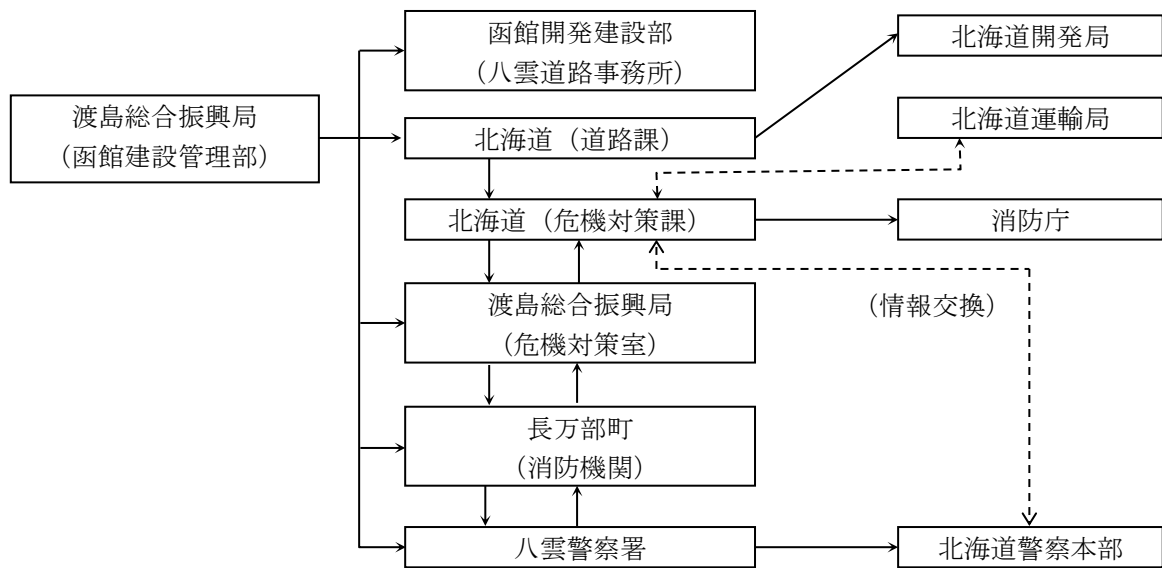 函館開発建設部
（八雲道路事務所）
北海道開発局
渡島総合振興局
（函館建設管理部）
北海道（道路課）
北海道運輸局
北海道（危機対策課）
消防庁
渡島総合振興局
（危機対策室）
（情報交換）
長万部町
（消防機関）
八雲警察署
北海道警察本部